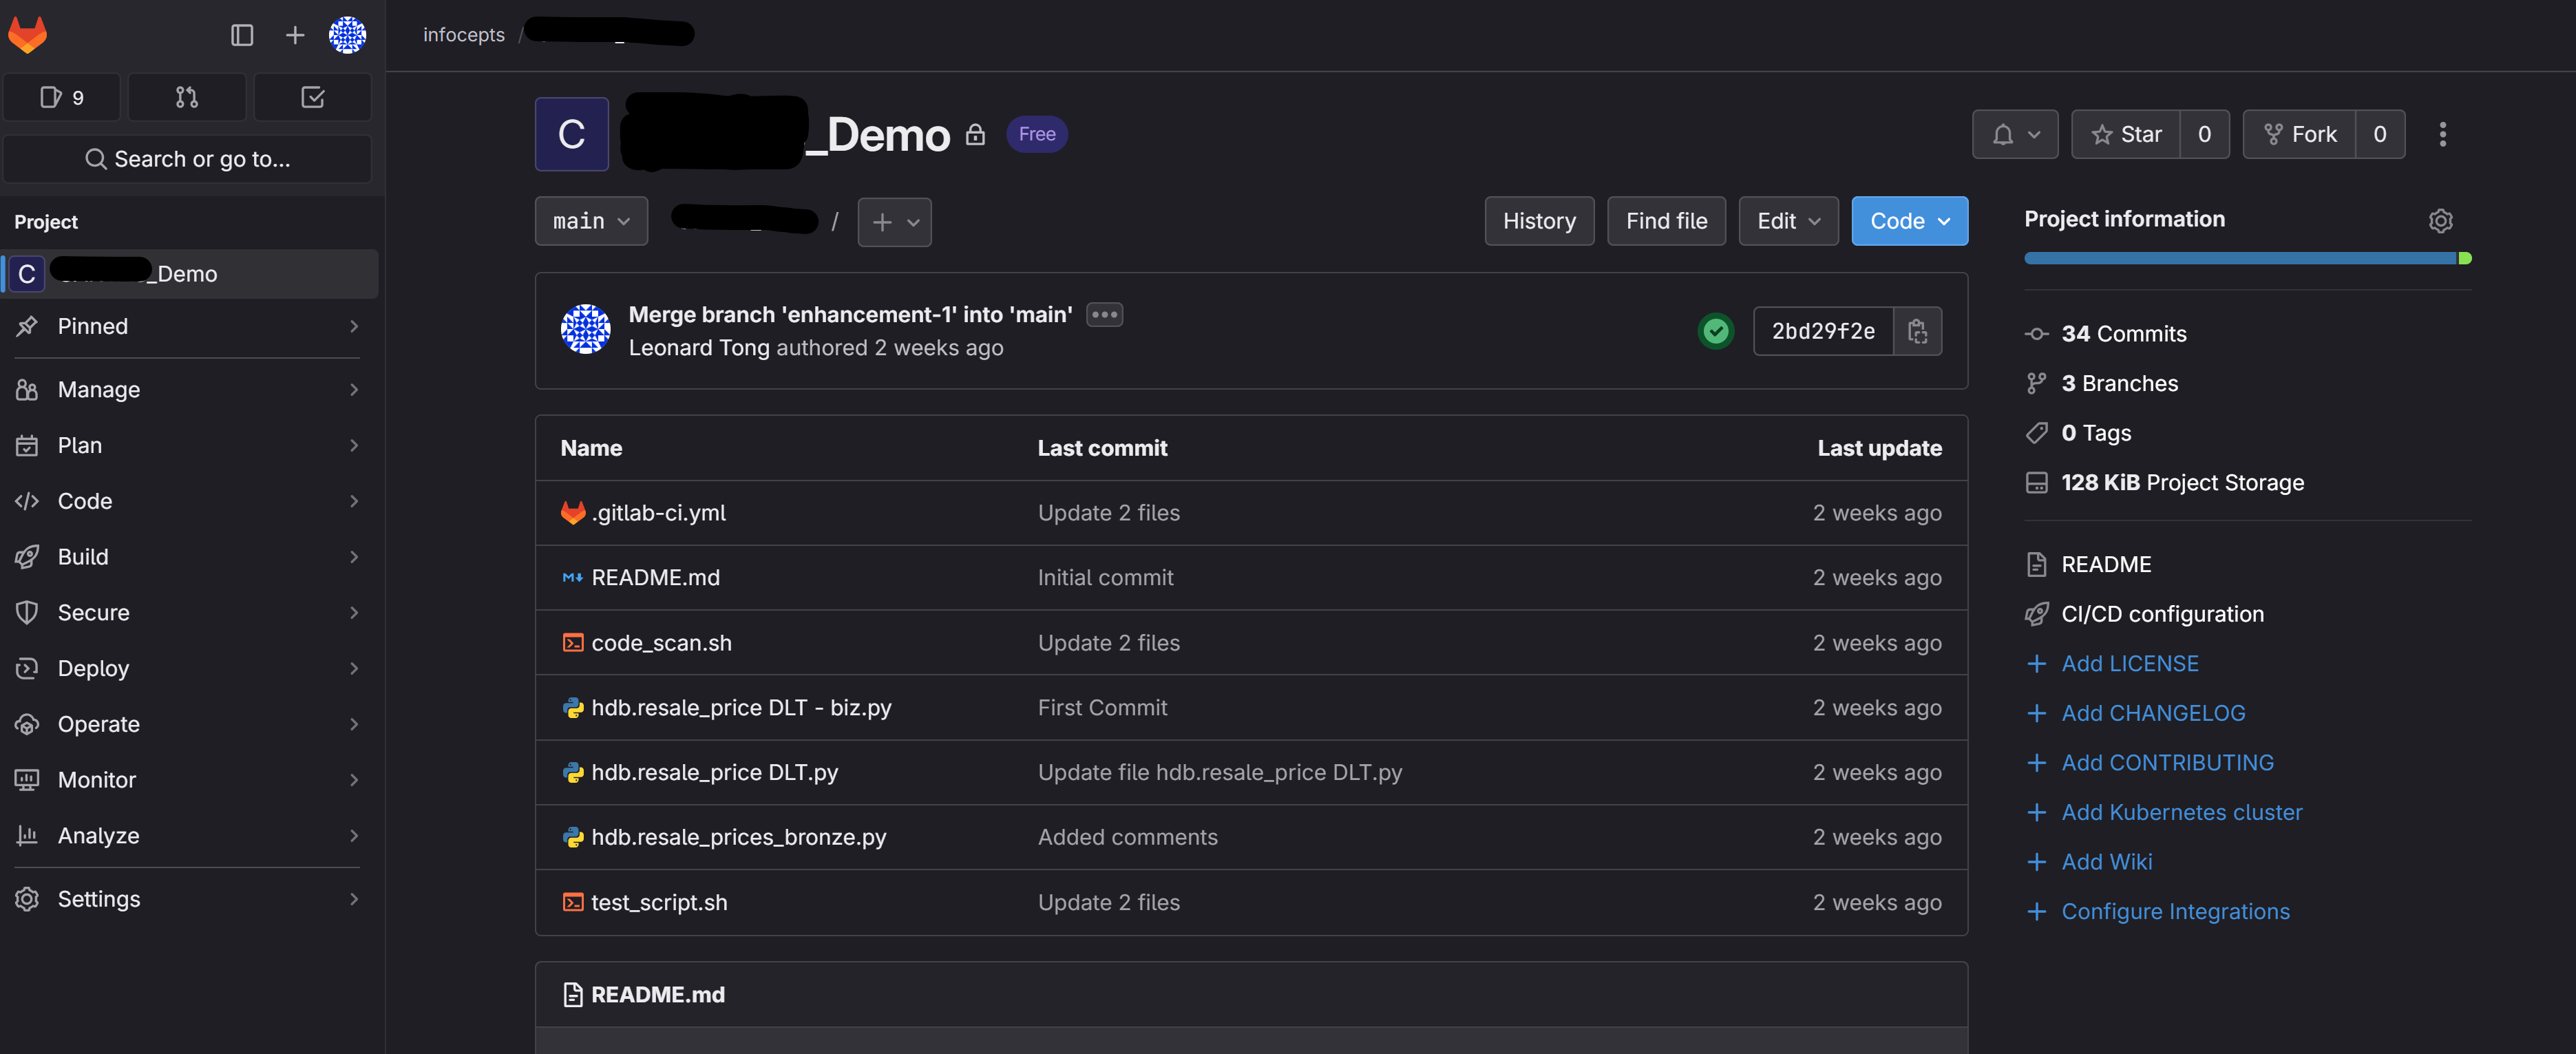 9
Search or go to...
Project
C _Demo
Pinned
Manage
Plan
Code
Build
Secure
Deploy
Operate
Monitor
Analyze
Settings
infocepts /
C _Demo Free
Star 0
Fork 0
main
/
History
Find file
Edit
Code
Merge branch 'enhancement-1' into 'main'
Leonard Tong authored 2 weeks ago
2bd29f2e
Name Last commit Last update
.gitlab-ci.yml Update 2 files 2 weeks ago
README.md Initial commit 2 weeks ago
code_scan.sh Update 2 files 2 weeks ago
hdb.resale_price DLT - biz.py First Commit 2 weeks ago
hdb.resale_price DLT.py Update file hdb.resale_price DLT.py 2 weeks ago
hdb.resale_prices_bronze.py Added comments 2 weeks ago
test_script.sh Update 2 files 2 weeks ago
README.md
Project information
34 Commits
3 Branches
0 Tags
128 KiB Project Storage
README
CI/CD configuration
Add LICENSE
Add CHANGELOG
Add CONTRIBUTING
Add Kubernetes cluster
Add Wiki
Configure Integrations